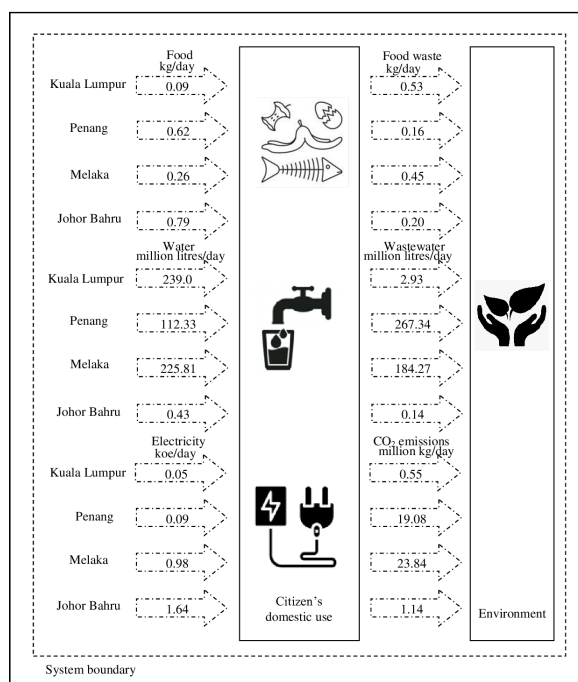 Food
kg/day
Food waste
kg/day
Kuala Lumpur 0.09 0.53
Penang 0.62 0.16
Melaka 0.26 0.45
Johor Bahru 0.79 0.20
Water
million litres/day
Wastewater
million litres/day
Kuala Lumpur 239.0 2.93
Penang 112.33 267.34
Melaka 225.81 184.27
Johor Bahru 0.43 0.14
Electricity
koe/day
CO₂ emissions
million kg/day
Kuala Lumpur 0.05 0.55
Penang 0.09 19.08
Melaka 0.98 23.84
Johor Bahru 1.64 1.14
Citizen's
domestic use
Environment
System boundary